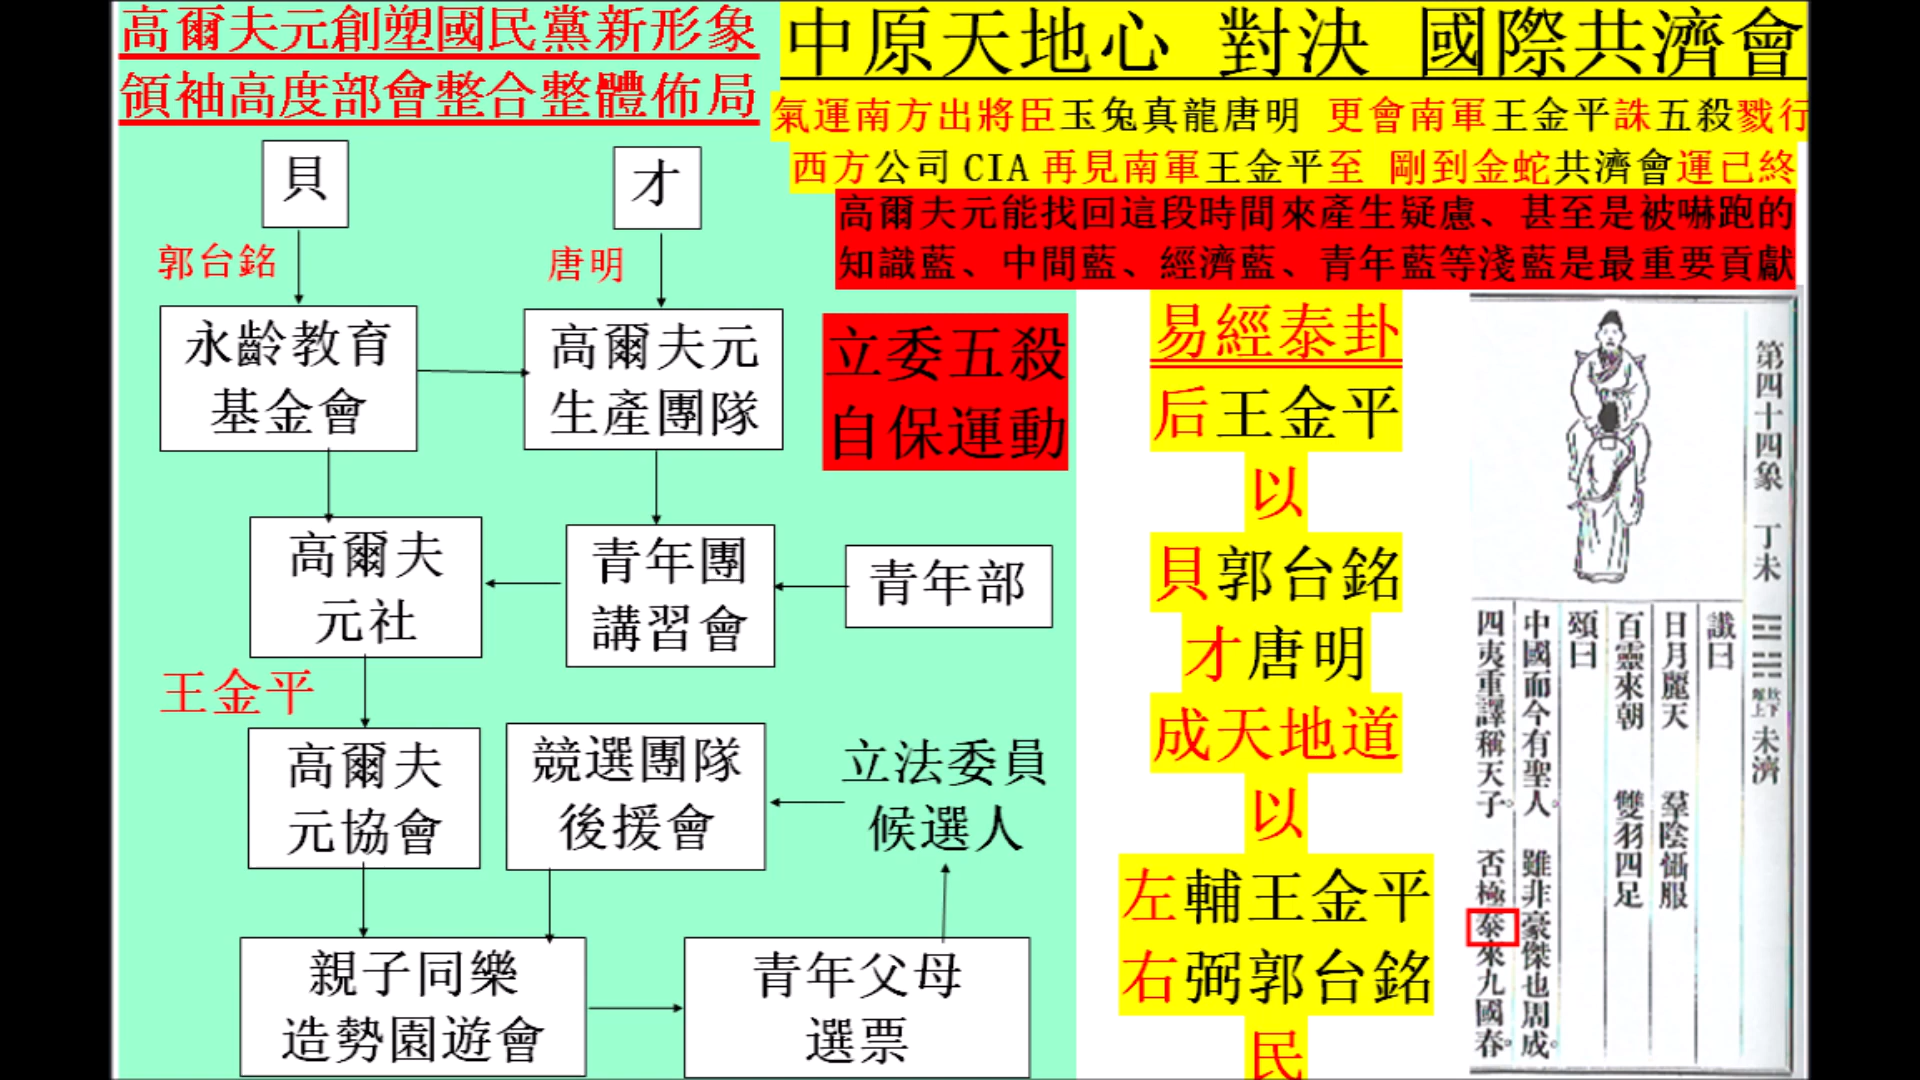 高爾夫元創塑國民黨新形象
領袖高度部會整合整體佈局
貝
才
郭台銘
唐明
永齡教育
基金會
高爾夫元
生產團隊
高爾夫
元社
青年團
講習會
青年部
王金平
高爾夫
元協會
競選團隊
後援會
立法委員
候選人
親子同樂
造勢園遊會
青年父母
選票
立委五殺
自保運動
中原天地心 對決 國際共濟會
氣運南方出將臣玉兔真龍唐明 更會南軍王金平誅五殺戮行
西方公司CIA再見南軍王金平至 剛到金蛇共濟會運已終
高爾夫元能找回這段時間來產生疑慮、甚至是被嚇跑的
知識藍、中間藍、經濟藍、青年藍等淺藍是最重要貢獻
易經泰卦
后王金平
以
貝郭台銘
才唐明
成天地道
以
左輔王金平
右弼郭台銘
民
第四十四象 丁未
坎下
離上
未濟
讖曰
日月麗天 羣陰懾服
百靈來朝 雙羽四足
頌曰
中國而今有聖人 雖非豪傑也周成。
四夷重譯稱天子。 否極泰來九國春。